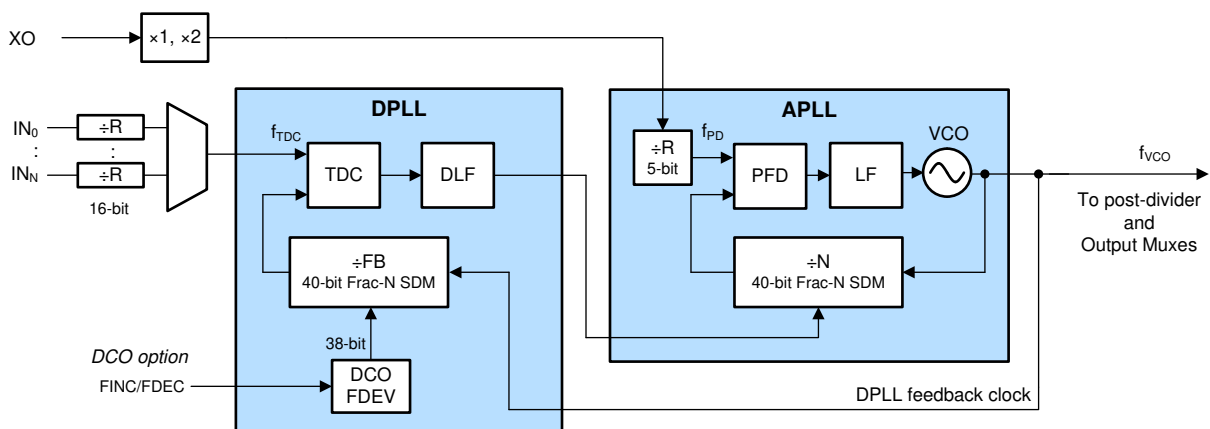 XO
×1, ×2
DPLL
APLL
IN0
÷R
⋮
⋮
INN
÷R
16-bit
fTDC
TDC
DLF
÷R
5-bit
fPD
PFD
LF
VCO
fVCO
To post-divider
and
Output Muxes
÷FB
40-bit Frac-N SDM
÷N
40-bit Frac-N SDM
38-bit
DCO option
FINC/FDEC
DCO
FDEV
DPLL feedback clock